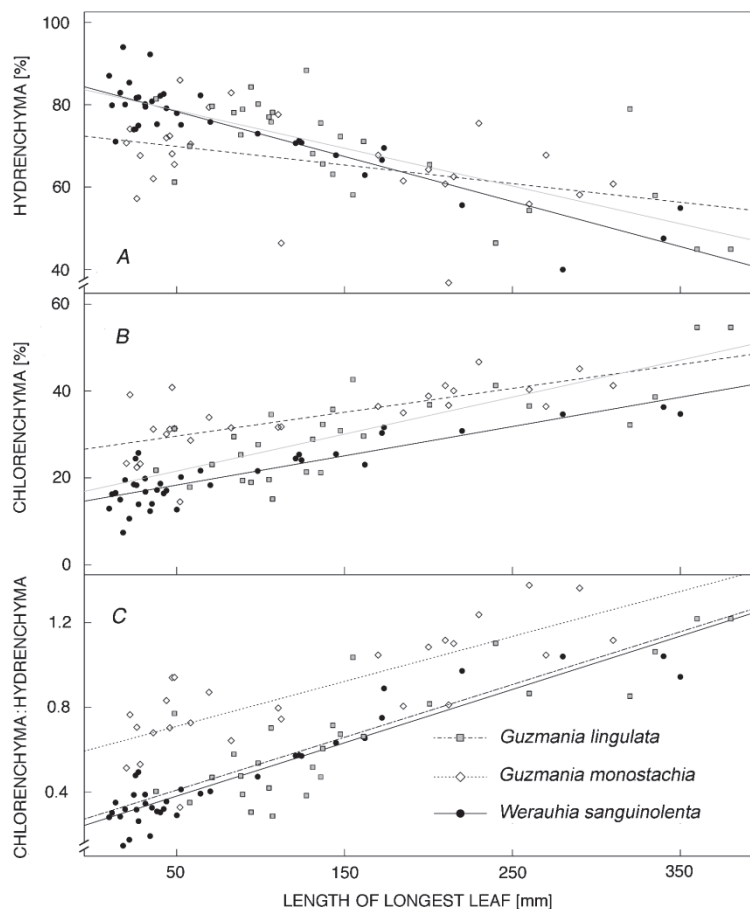 100
80
60
40
HYDRENCHYMA [%]
A
60
40
20
0
CHLORENCHYMA [%]
B
1.2
0.8
0.4
CHLORENCHYMA:HYDRENCHYMA
C
Guzmania lingulata
Guzmania monostachia
Werauhia sanguinolenta
50 150 250 350
LENGTH OF LONGEST LEAF [mm]